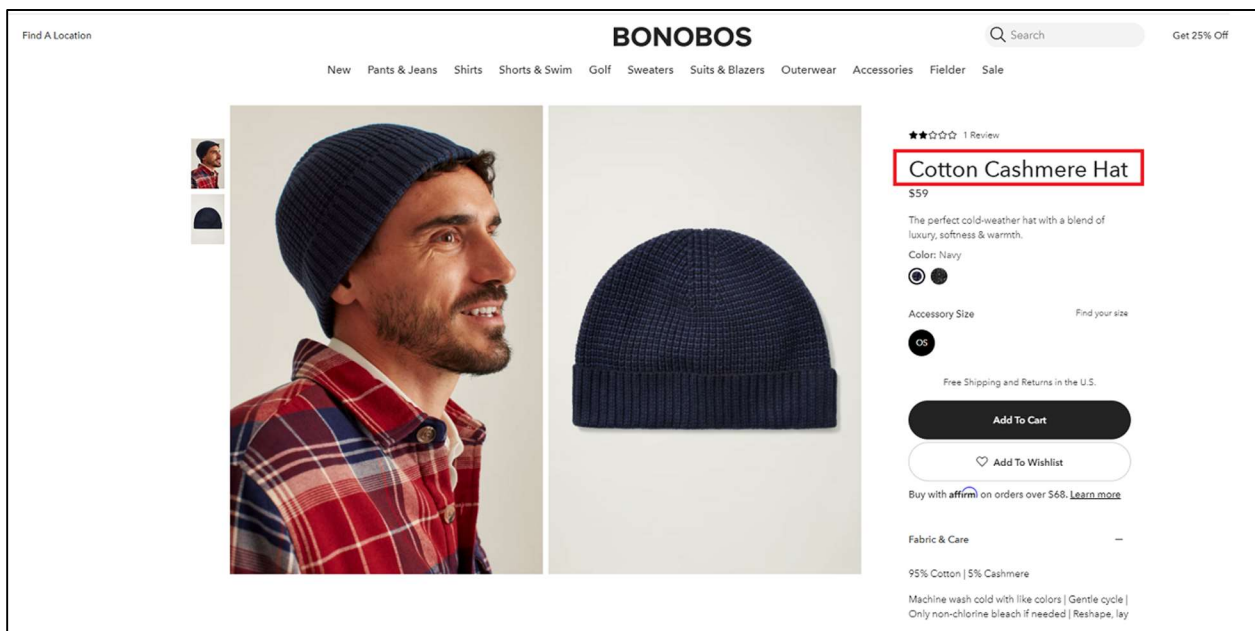 Find A Location
BONOBOS
Search
Get 25% Off
New Pants & Jeans Shirts Shorts & Swim Golf Sweaters Suits & Blazers Outerwear Accessories Fielder Sale
1 Review
Cotton Cashmere Hat
$59
The perfect cold-weather hat with a blend of
luxury, softness & warmth.
Color: Navy
Accessory Size Find your size
OS
Free Shipping and Returns in the U.S.
Add To Cart
Add To Wishlist
Buy with affirm on orders over $68. Learn more
Fabric & Care
95% Cotton | 5% Cashmere
Machine wash cold with like colors | Gentle cycle |
Only non-chlorine bleach if needed | Reshape, lay